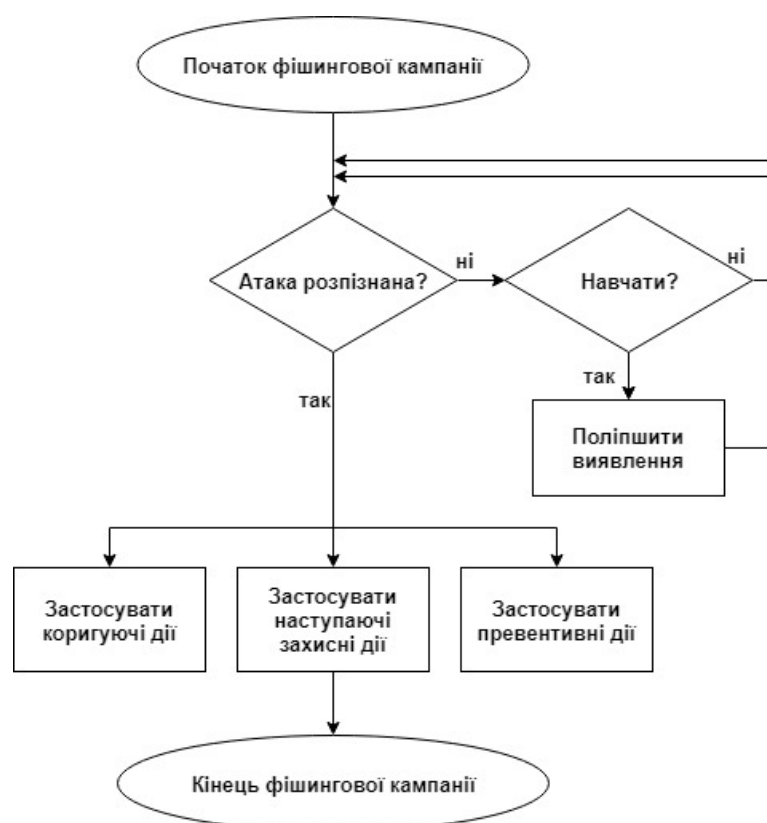 Початок фішингової кампанії
Атака розпізнана?
ні
Навчати?
ні
так
так
Поліпшити
виявлення
Застосувати
коригуючі дії
Застосувати
наступаючі
захисні дії
Застосувати
превентивні дії
Кінець фішингової кампанії